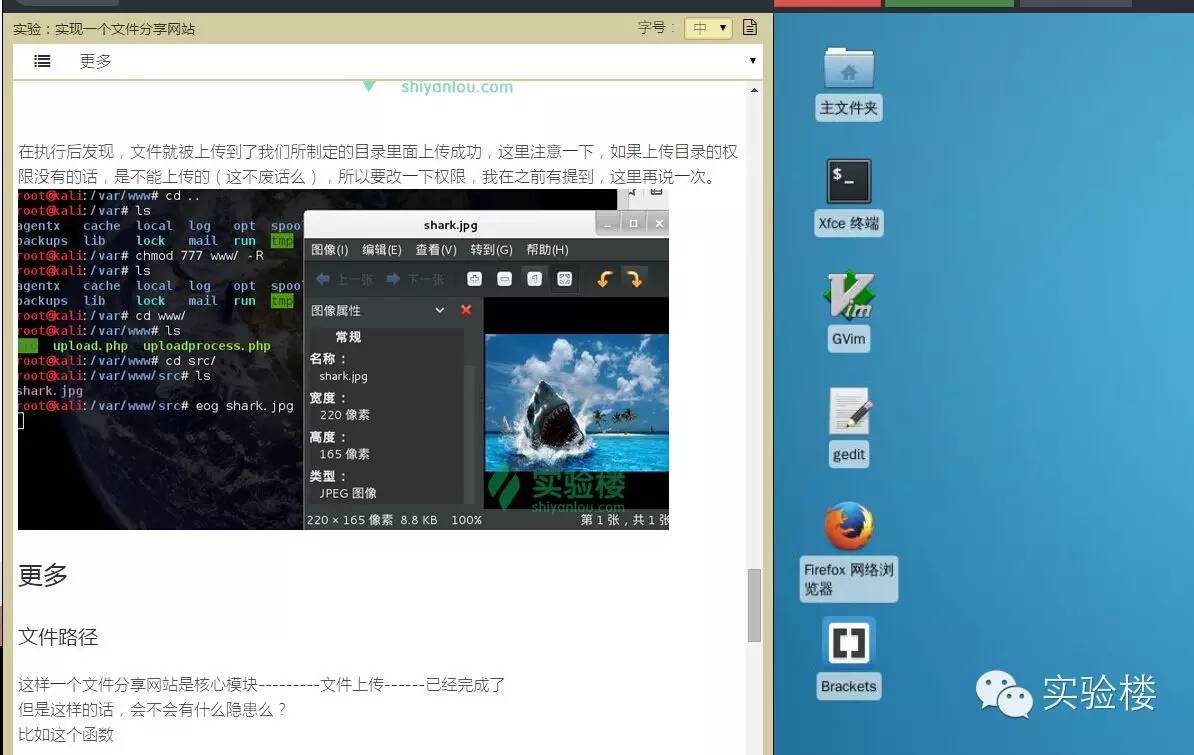 实验：实现一个文件分享网站
字号： 中
更多
shiyanlou.com
在执行后发现，文件就被上传到了我们所制定的目录里面上传成功，这里注意一下，如果上传目录的权
限没有的话，是不能上传的（这不废话么），所以要改一下权限，我在之前有提到，这里再说一次。
root@kali:/var/www# cd ..
root@kali:/var# ls
agentx cache local log opt spoo
backups lib lock mail run tmp
root@kali:/var# chmod 777 www/ -R
root@kali:/var# ls
agentx cache local log opt spoo
backups lib lock mail run tmp
root@kali:/var# cd www/
root@kali:/var/www# ls
upload.php uploadprocess.php
root@kali:/var/www# cd src/
root@kali:/var/www/src# ls
shark.jpg
root@kali:/var/www/src# eog shark.jpg
shark.jpg
图像(I) 编辑(E) 查看(V) 转到(G) 帮助(H)
上一张 下一张
图像属性
常规
名称：
shark.jpg
宽度：
220 像素
高度：
165 像素
类型：
JPEG 图像
实验楼
shiyanlou.com
220 × 165 像素 8.8 KB 100% 第 1 张，共 1 张
更多
文件路径
这样一个文件分享网站是核心模块---------文件上传------已经完成了
但是这样的话，会不会有什么隐患么？
比如这个函数
主文件夹
Xfce 终端
GVim
gedit
Firefox 网络浏
览器
Brackets
实验楼